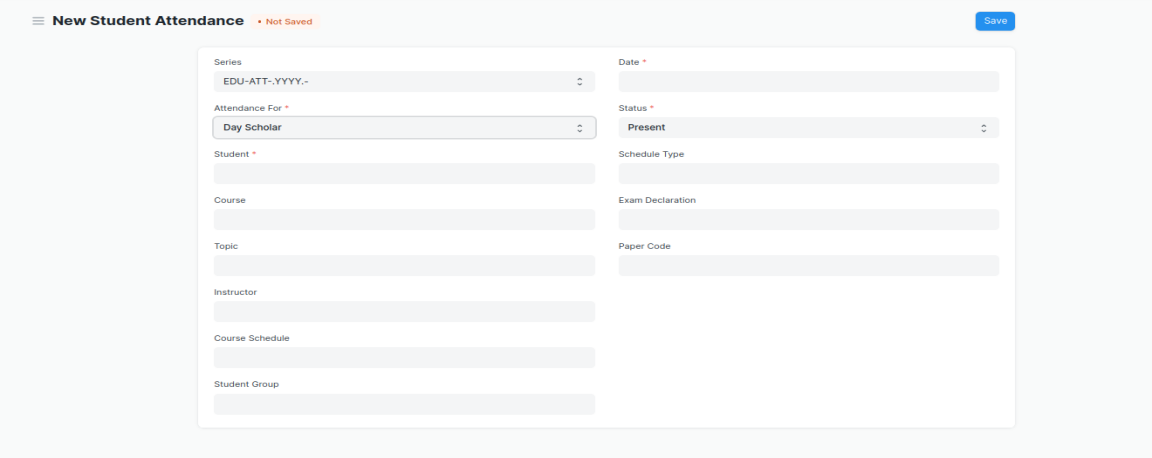 New Student Attendance • Not Saved
Save
Series
EDU-ATT-.YYYY.-
Attendance For *
Day Scholar
Student *
Course
Topic
Instructor
Course Schedule
Student Group
Date *
Status *
Present
Schedule Type
Exam Declaration
Paper Code